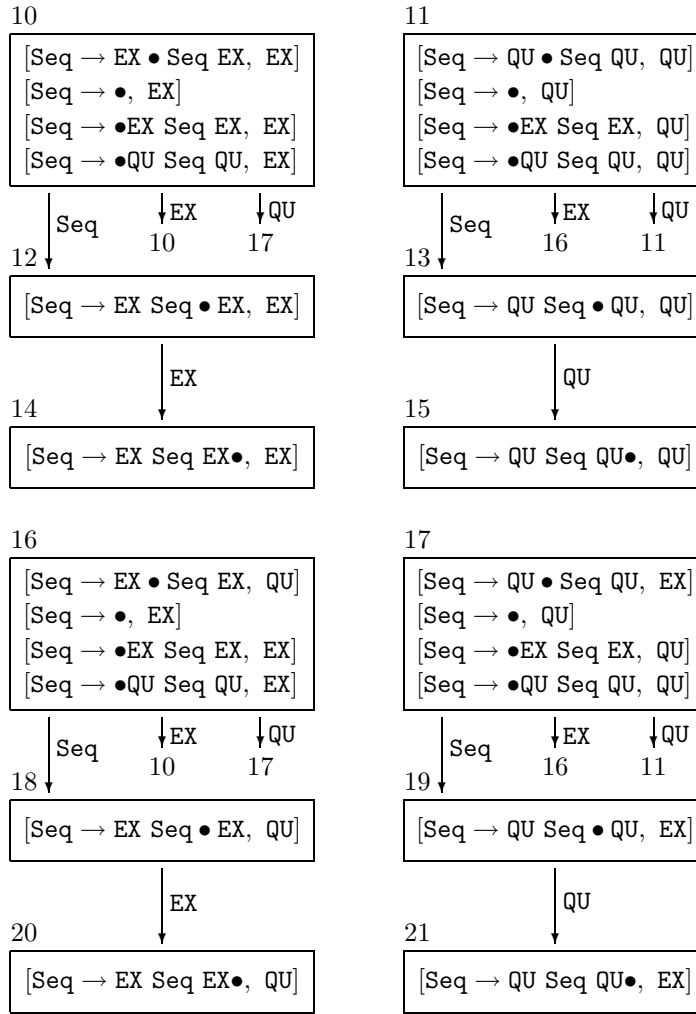 10
[Seq → EX • Seq EX, EX]
[Seq → •, EX]
[Seq → •EX Seq EX, EX]
[Seq → •QU Seq QU, EX]
Seq
EX
QU
10
17
12
[Seq → EX Seq • EX, EX]
EX
14
[Seq → EX Seq EX•, EX]
11
[Seq → QU • Seq QU, QU]
[Seq → •, QU]
[Seq → •EX Seq EX, QU]
[Seq → •QU Seq QU, QU]
Seq
EX
QU
16
11
13
[Seq → QU Seq • QU, QU]
QU
15
[Seq → QU Seq QU•, QU]
16
[Seq → EX • Seq EX, QU]
[Seq → •, EX]
[Seq → •EX Seq EX, EX]
[Seq → •QU Seq QU, EX]
Seq
EX
QU
10
17
18
[Seq → EX Seq • EX, QU]
EX
20
[Seq → EX Seq EX•, QU]
17
[Seq → QU • Seq QU, EX]
[Seq → •, QU]
[Seq → •EX Seq EX, QU]
[Seq → •QU Seq QU, QU]
Seq
EX
QU
16
11
19
[Seq → QU Seq • QU, EX]
QU
21
[Seq → QU Seq QU•, EX]